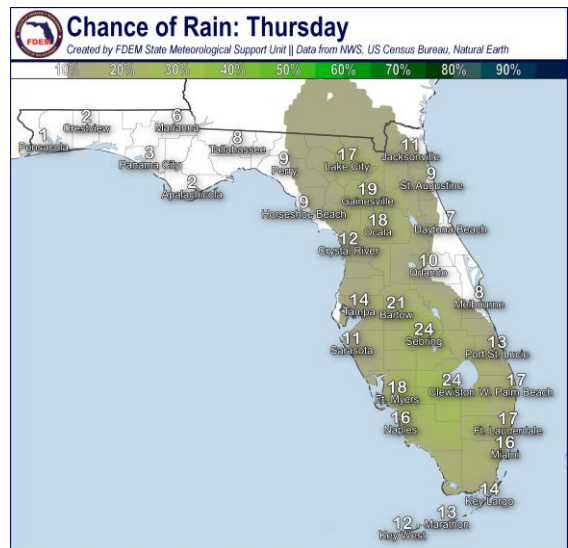 FDEM
Chance of Rain: Thursday
Created by FDEM State Meteorological Support Unit || Data from NWS, US Census Bureau, Natural Earth
10% 20% 30% 40% 50% 60% 70% 80% 90%
1
Pensacola
2
Crestview
6
Marianna
3
Panama City
8
Tallahassee
2
Apalachicola
9
Perry
17
Lake City
11
Jacksonville
9
St. Augustine
19
Gainesville
9
Horseshoe Beach
18
Ocala
7
Daytona Beach
12
Crystal River
10
Orlando
8
Melbourne
14
Tampa
21
Bartow
24
Sebring
11
Sarasota
13
Port St. Lucie
18
Ft. Myers
24
Clewiston
17
W. Palm Beach
16
Naples
17
Ft. Lauderdale
16
Miami
14
Key Largo
13
Marathon
12
Key West